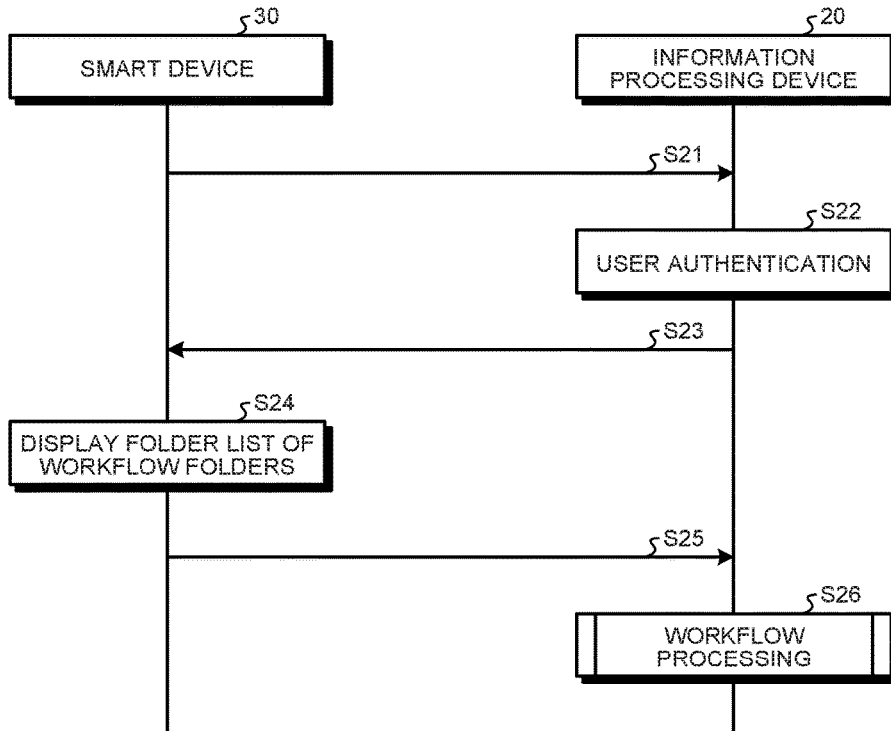 30
20
SMART DEVICE
INFORMATION
PROCESSING DEVICE
S21
S22
USER AUTHENTICATION
S23
S24
DISPLAY FOLDER LIST OF
WORKFLOW FOLDERS
S25
S26
WORKFLOW
PROCESSING